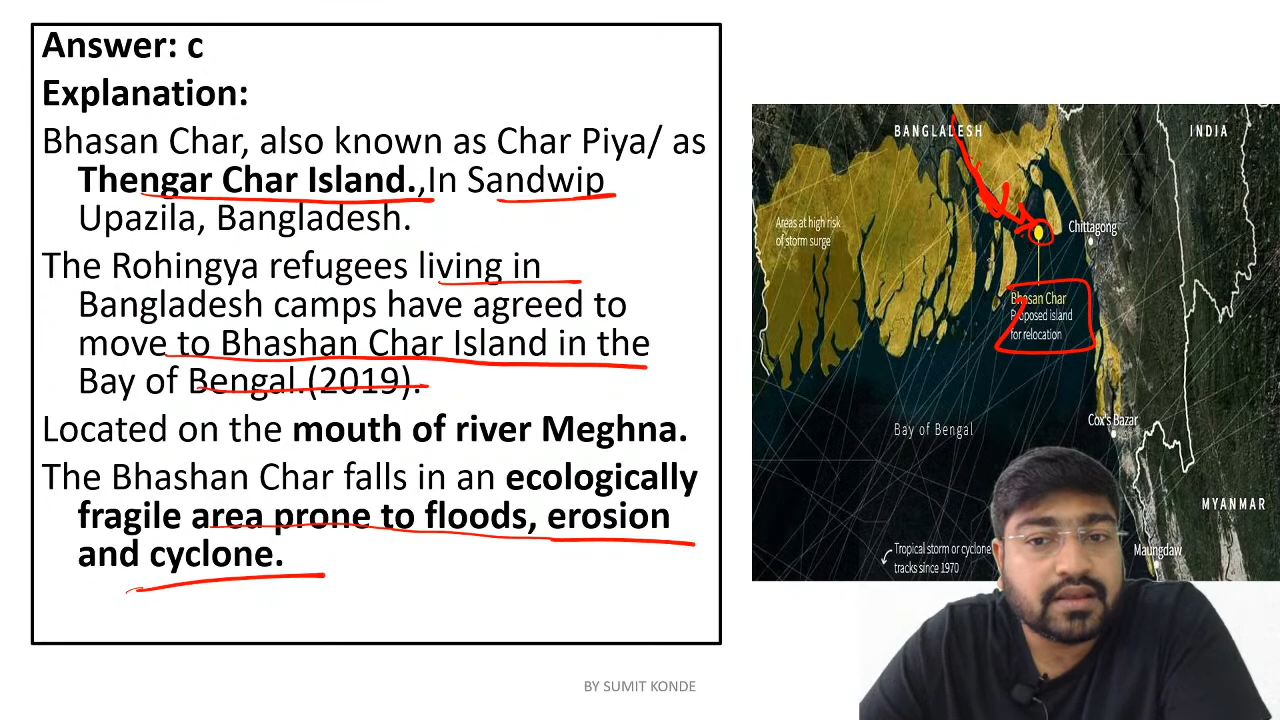 Answer: c
Explanation:
Bhasan Char, also known as Char Piya/ as
Thengar Char Island.,In Sandwip
Upazila, Bangladesh.
The Rohingya refugees living in
Bangladesh camps have agreed to
move to Bhashan Char Island in the
Bay of Bengal.(2019).
Located on the mouth of river Meghna.
The Bhashan Char falls in an ecologically
fragile area prone to floods, erosion
and cyclone.
BANGLADESH
INDIA
Areas at high risk
of storm surge
Chittagong
Bhasan Char
Proposed island
for relocation
Cox's Bazar
Bay of Bengal
MYANMAR
Tropical storm or cyclone
tracks since 1970
Maungdaw
BY SUMIT KONDE